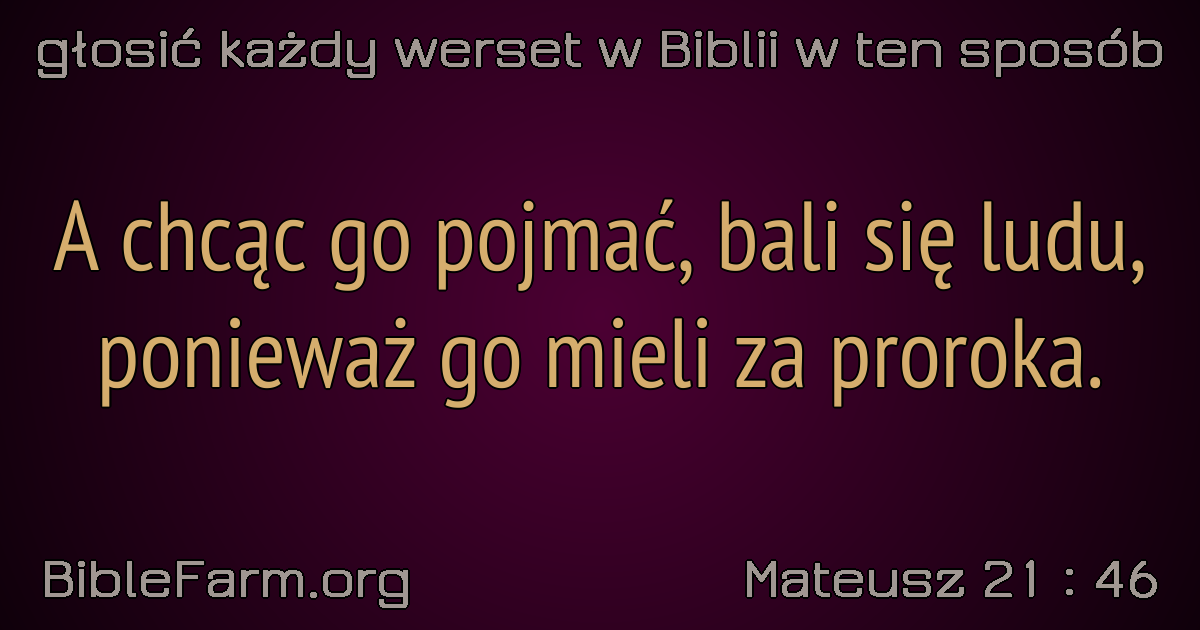 głosić każdy werset w Biblii w ten sposób
A chcąc go pojmać, bali się ludu,
ponieważ go mieli za proroka.
BibleFarm.org
Mateusz 21 : 46